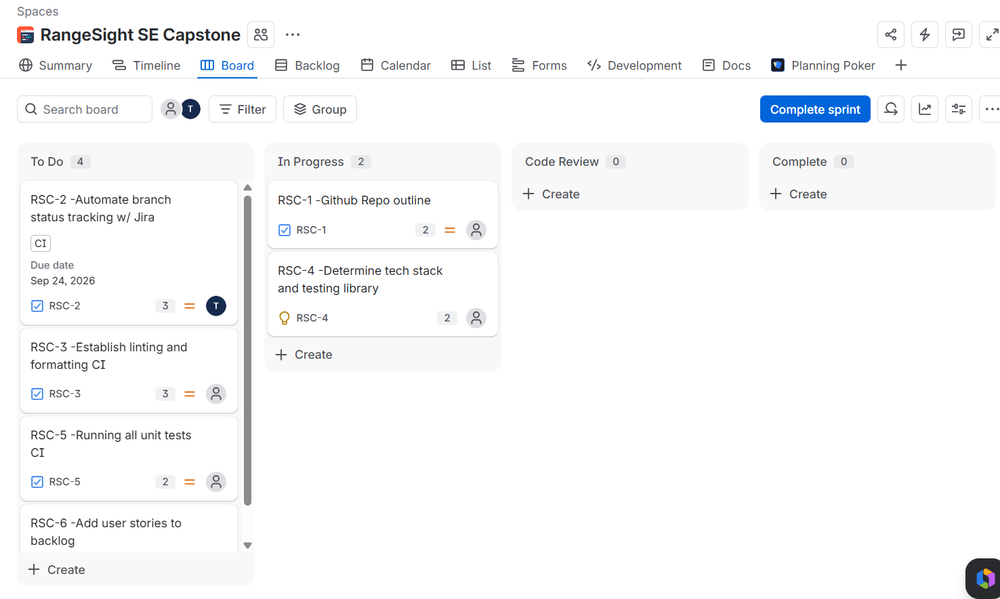 Spaces
RangeSight SE Capstone
Summary
Timeline
Board
Backlog
Calendar
List
Forms
Development
Docs
Planning Poker
Search board
T
Filter
Group
Complete sprint
To Do 4
RSC-2 -Automate branch
status tracking w/ Jira
CI
Due date
Sep 24, 2026
RSC-2 3 T
RSC-3 -Establish linting and
formatting CI
RSC-3 3
RSC-5 -Running all unit tests
CI
RSC-5 2
RSC-6 -Add user stories to
backlog
Create
In Progress 2
RSC-1 -Github Repo outline
RSC-1 2
RSC-4 -Determine tech stack
and testing library
RSC-4 2
Create
Code Review 0
Create
Complete 0
Create